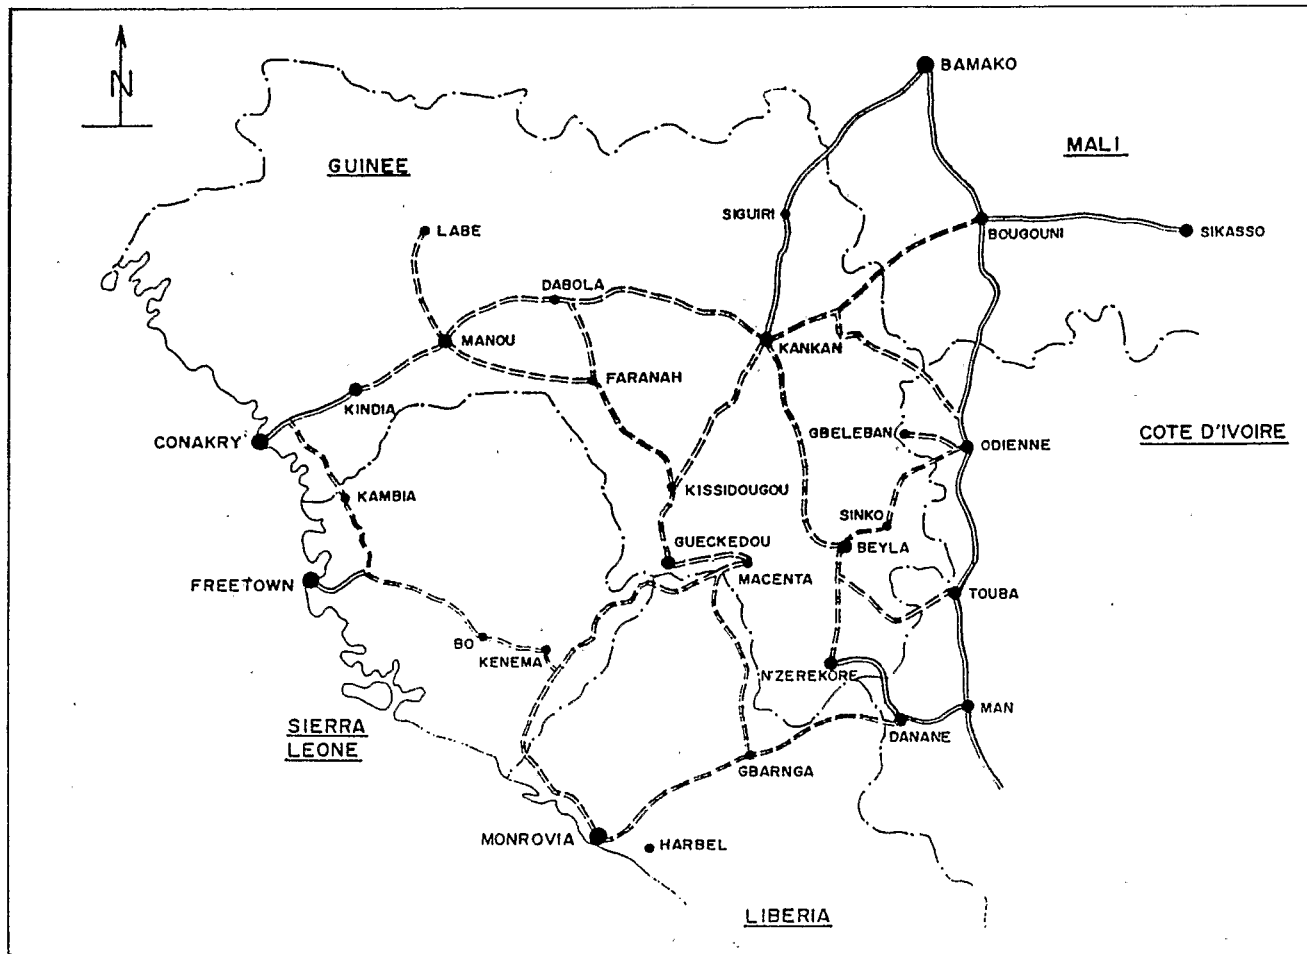 N
BAMAKO
MALI
GUINEE
SIGUIRI
BOUGOUNI
SIKASSO
LABE
DABOLA
MANOU
KANKAN
FARANAH
KINDIA
CONAKRY
GBELEBAN
ODIENNE
COTE D'IVOIRE
KAMBIA
KISSIDOUGOU
SINKO
GUECKEDOU
BEYLA
FREETOWN
MACENTA
TOUBA
BO
KENEMA
N'ZEREKORE
MAN
SIERRA
LEONE
DANANE
GBARNGA
MONROVIA
HARBEL
LIBERIA